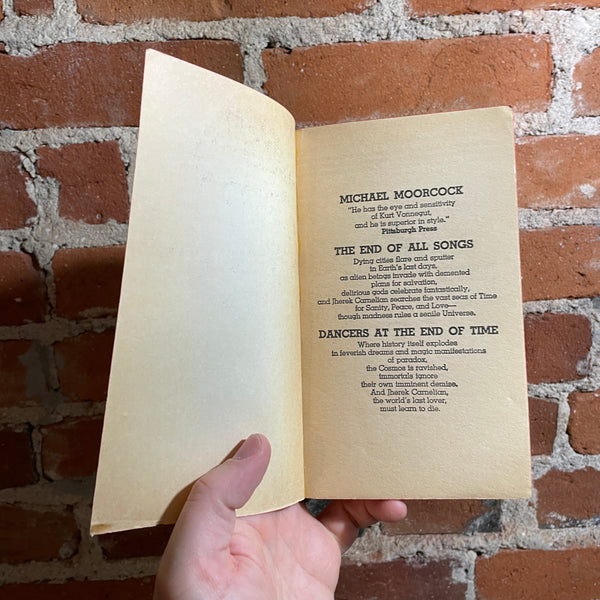 MICHAEL MOORCOCK
"He has the eye and sensitivity
of Kurt Vonnegut,
and he is superior in style."
Pittsburgh Press
THE END OF ALL SONGS
Dying cities flare and sputter
in Earth's last days,
as alien beings invade with demented
plans for salvation,
delirious gods celebrate fantastically,
and Jherek Carnelian searches the vast seas of Time
for Sanity, Peace, and Love—
though madness rules a senile Universe.
DANCERS AT THE END OF TIME
Where history itself explodes
in feverish dreams and magic manifestations
of paradox,
the Cosmos is ravished,
immortals ignore
their own imminent demise.
And Jherek Carnelian,
the world's last lover,
must learn to die.